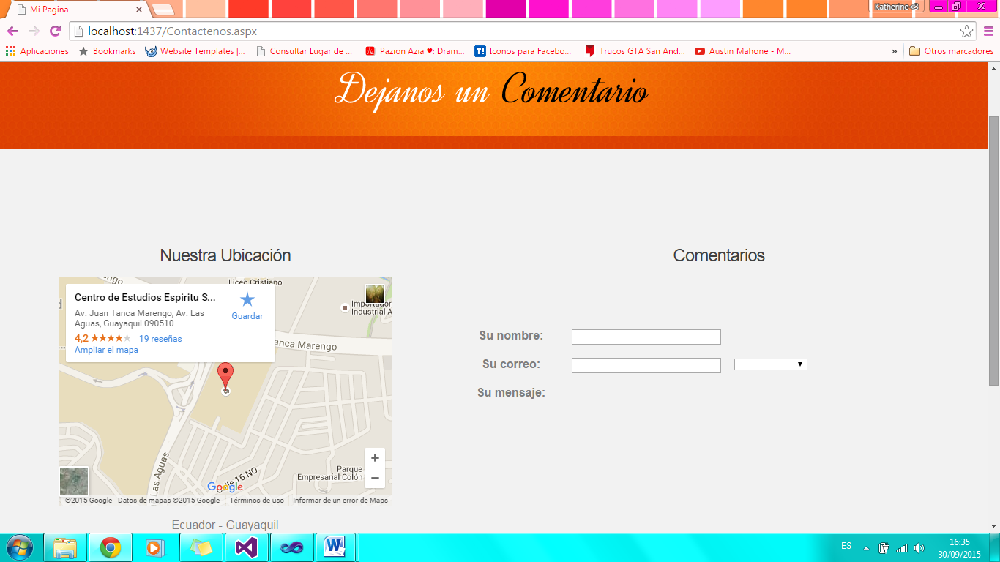 Mi Pagina
Katherine<3
localhost:1437/Contactenos.aspx
Aplicaciones
Bookmarks
Website Templates |...
Consultar Lugar de ...
Pazion Azia ♥: Dram...
Iconos para Facebo...
Trucos GTA San And...
Austin Mahone - M...
»
Otros marcadores
Dejanos un Comentario
Nuestra Ubicación
Comentarios
Marengo
Liceo Cristiano
Centro de Estudios Espiritu S...
Av. Juan Tanca Marengo, Av. Las
Aguas, Guayaquil 090510
4,2
19 reseñas
Ampliar el mapa
Guardar
Importadora
Industrial A
anca Marengo
Las Aguas
Calle 16 NO
Parque
Empresarial Colón
+
−
Google
©2015 Google - Datos de mapas ©2015 Google
Términos de uso
Informar de un error de Maps
Ecuador - Guayaquil
Su nombre:
Su correo:
Su mensaje:
ES
16:35
30/09/2015